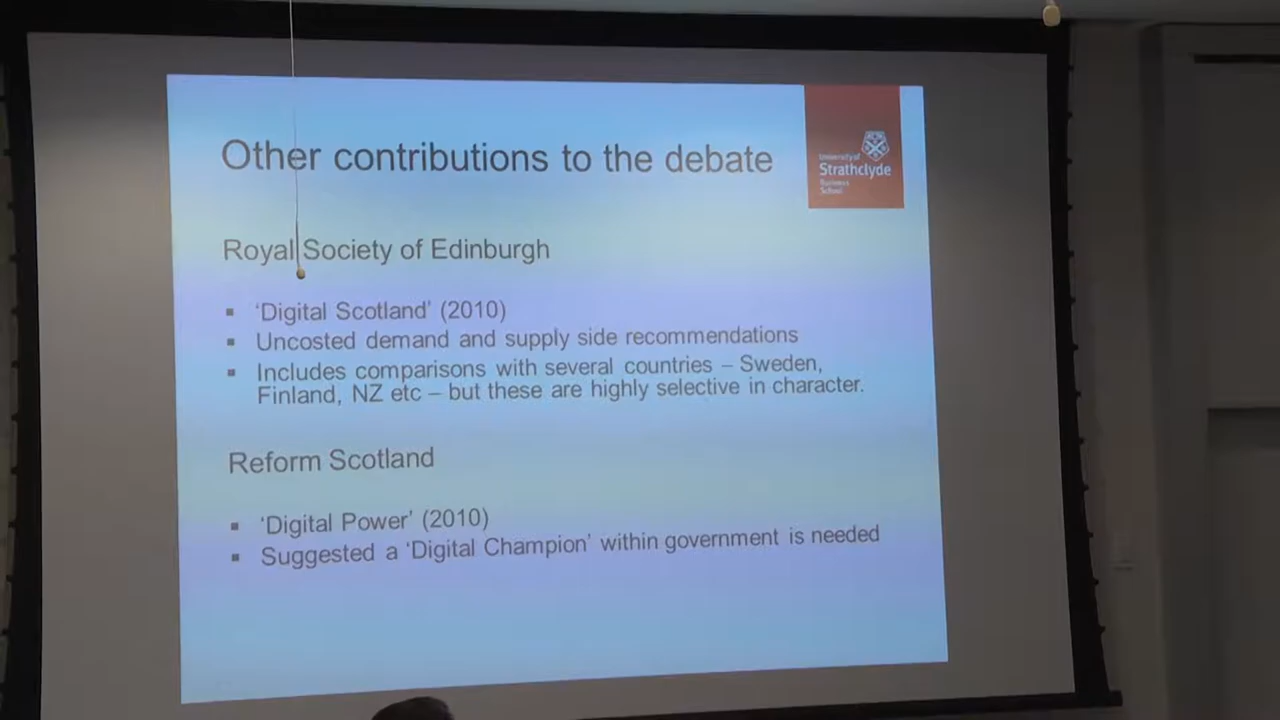 Other contributions to the debate
University of
Strathclyde
Business
School
Royal Society of Edinburgh
▪ ‘Digital Scotland’ (2010)
▪ Uncosted demand and supply side recommendations
▪ Includes comparisons with several countries – Sweden,
Finland, NZ etc – but these are highly selective in character.
Reform Scotland
▪ ‘Digital Power’ (2010)
▪ Suggested a ‘Digital Champion’ within government is needed